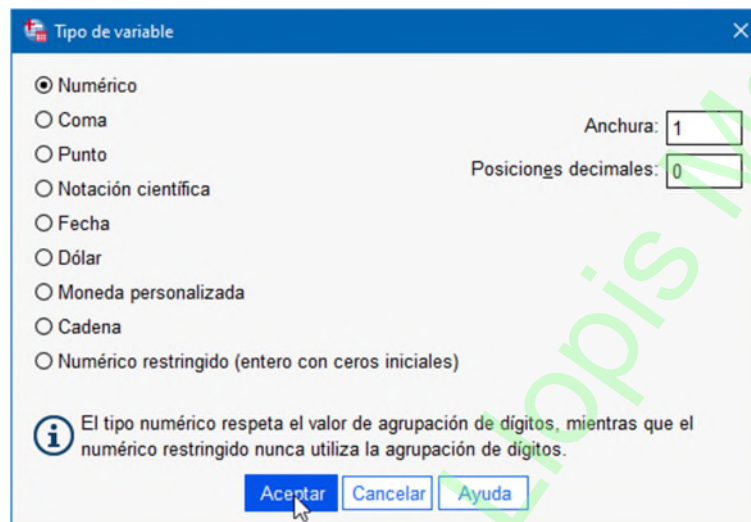 Tipo de variable
Numérico
Coma
Punto
Notación científica
Fecha
Dólar
Moneda personalizada
Cadena
Numérico restringido (entero con ceros iniciales)
Anchura: 1
Posiciones decimales: 0
El tipo numérico respeta el valor de agrupación de dígitos, mientras que el
numérico restringido nunca utiliza la agrupación de dígitos.
Aceptar Cancelar Ayuda
Llopis